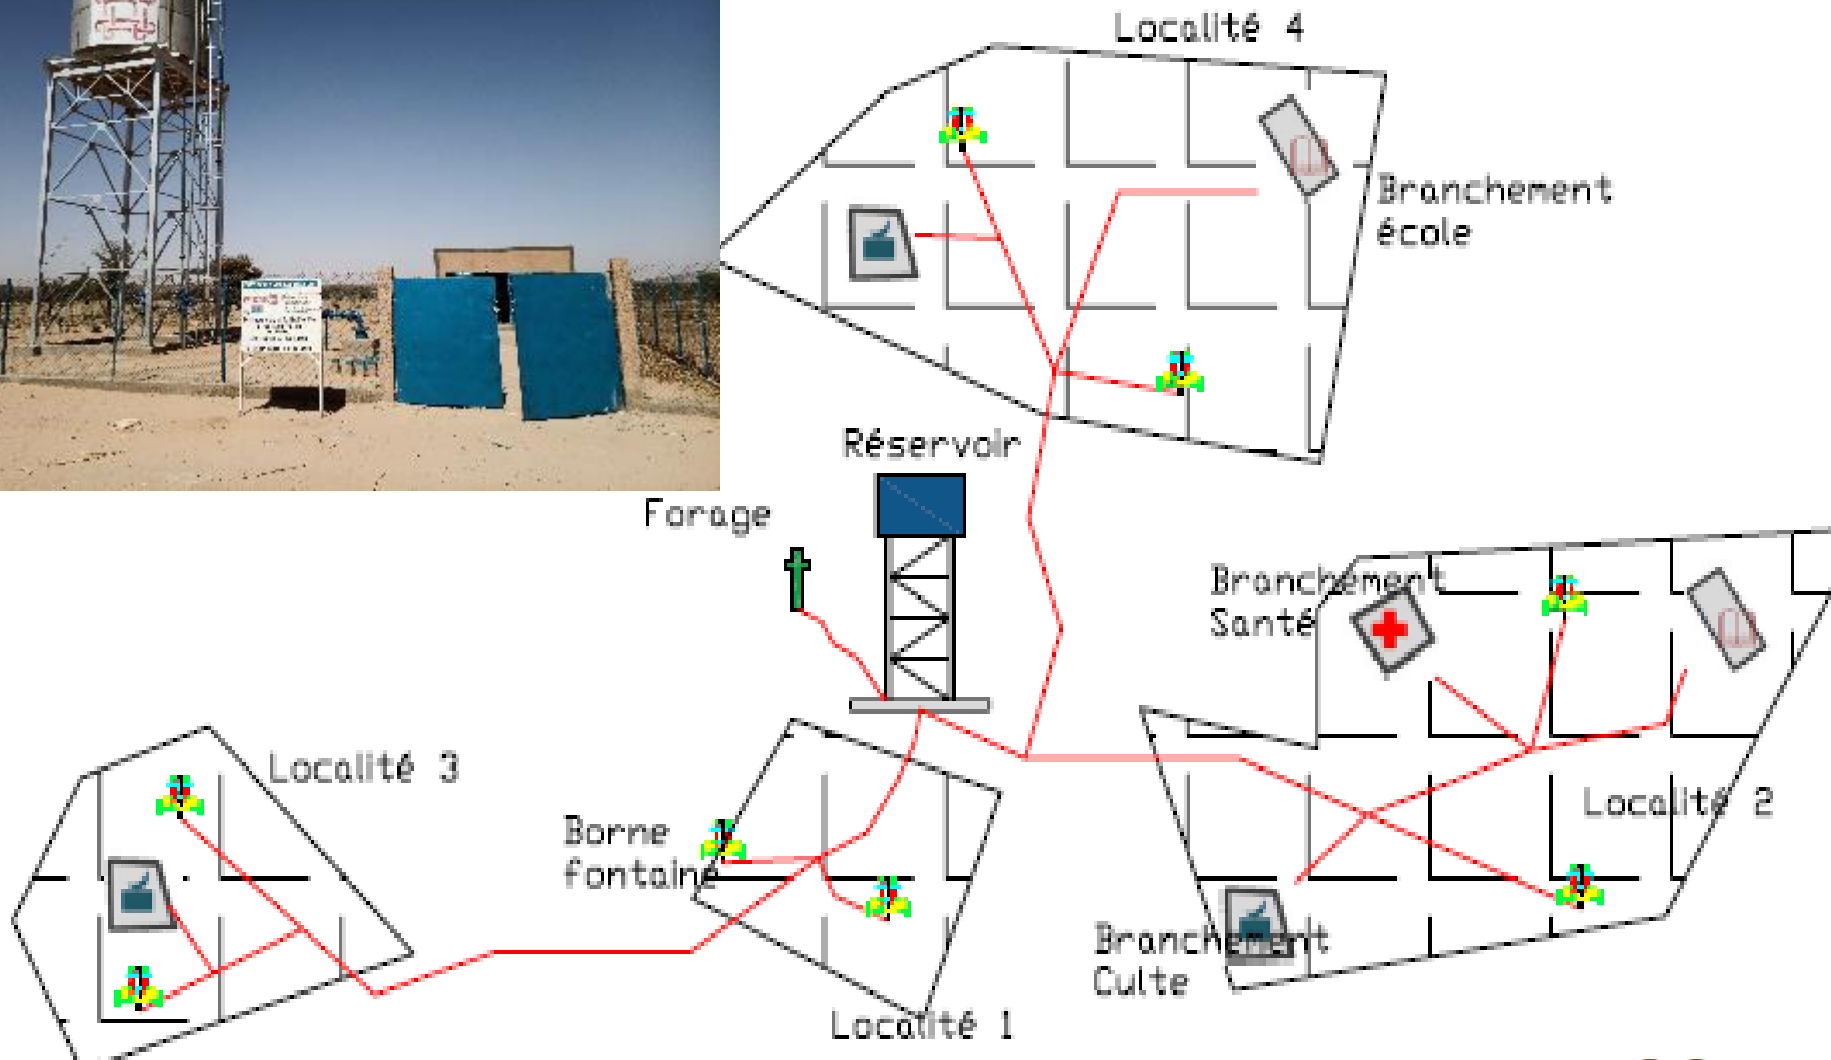 Localité 4
Branchement
école
Réservoir
Forage
Branchement
Santé
Localité 3
Localité 2
Borne
fontaine
Branchement
Culte
Localité 1